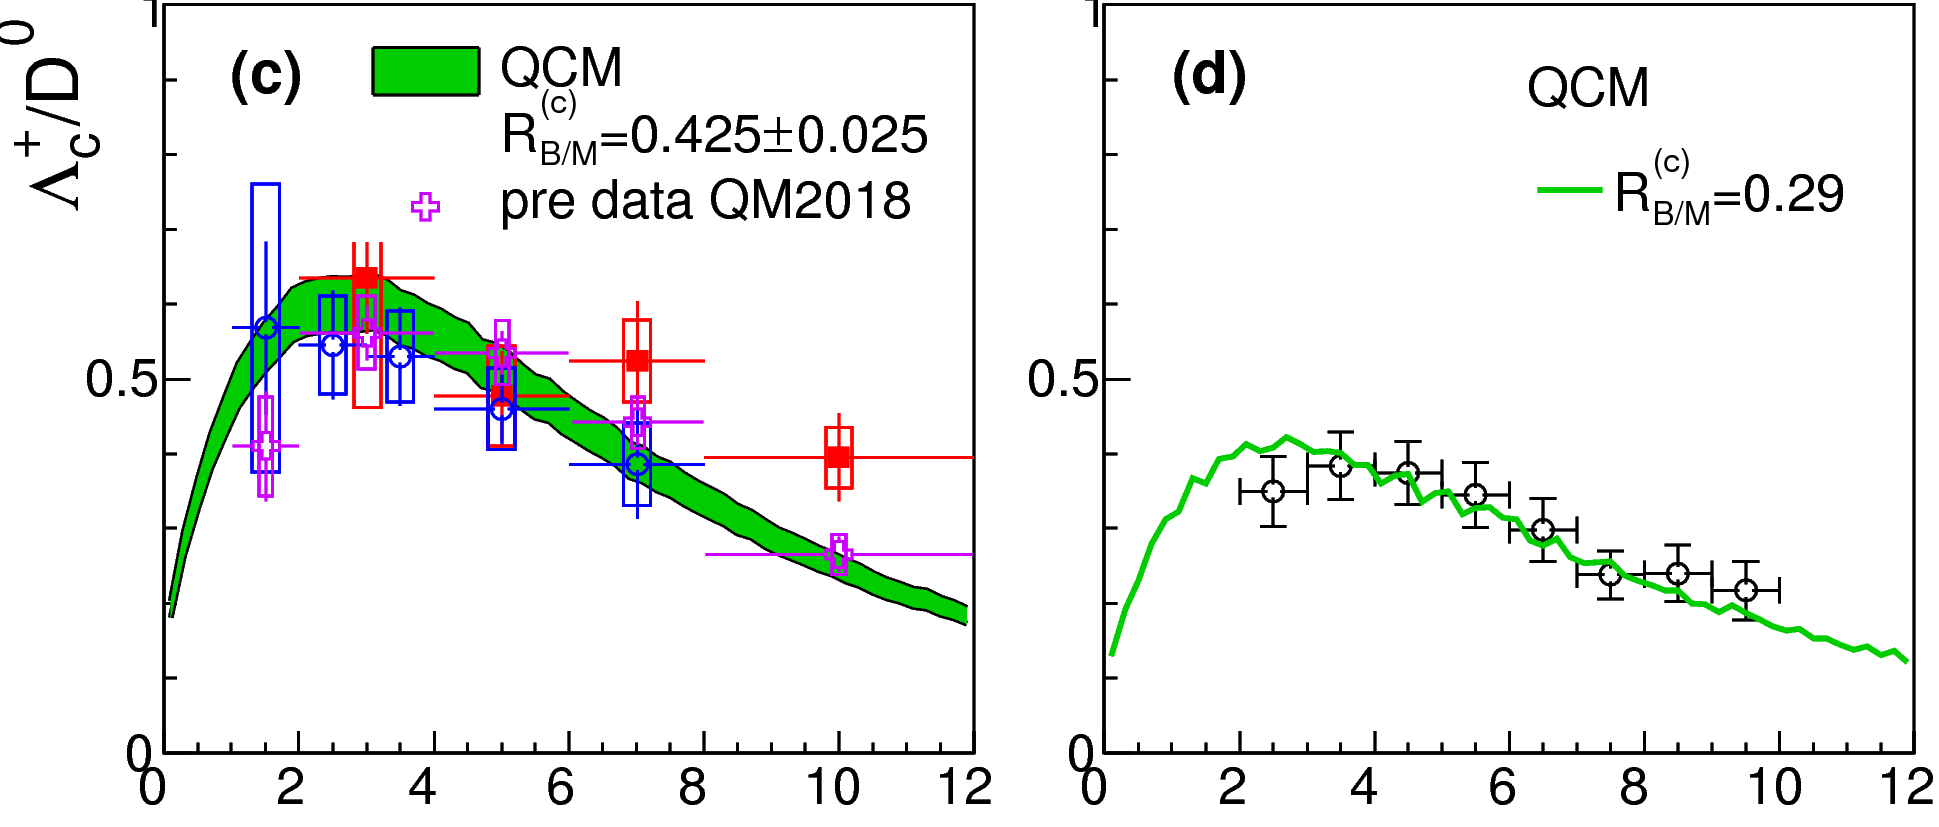 1
Λc+/D0
(c)
QCM
R(c)B/M=0.425±0.025
pre data QM2018
0.5
0
0 2 4 6 8 10 12
1
(d)
QCM
R(c)B/M=0.29
0.5
0
0 2 4 6 8 10 12